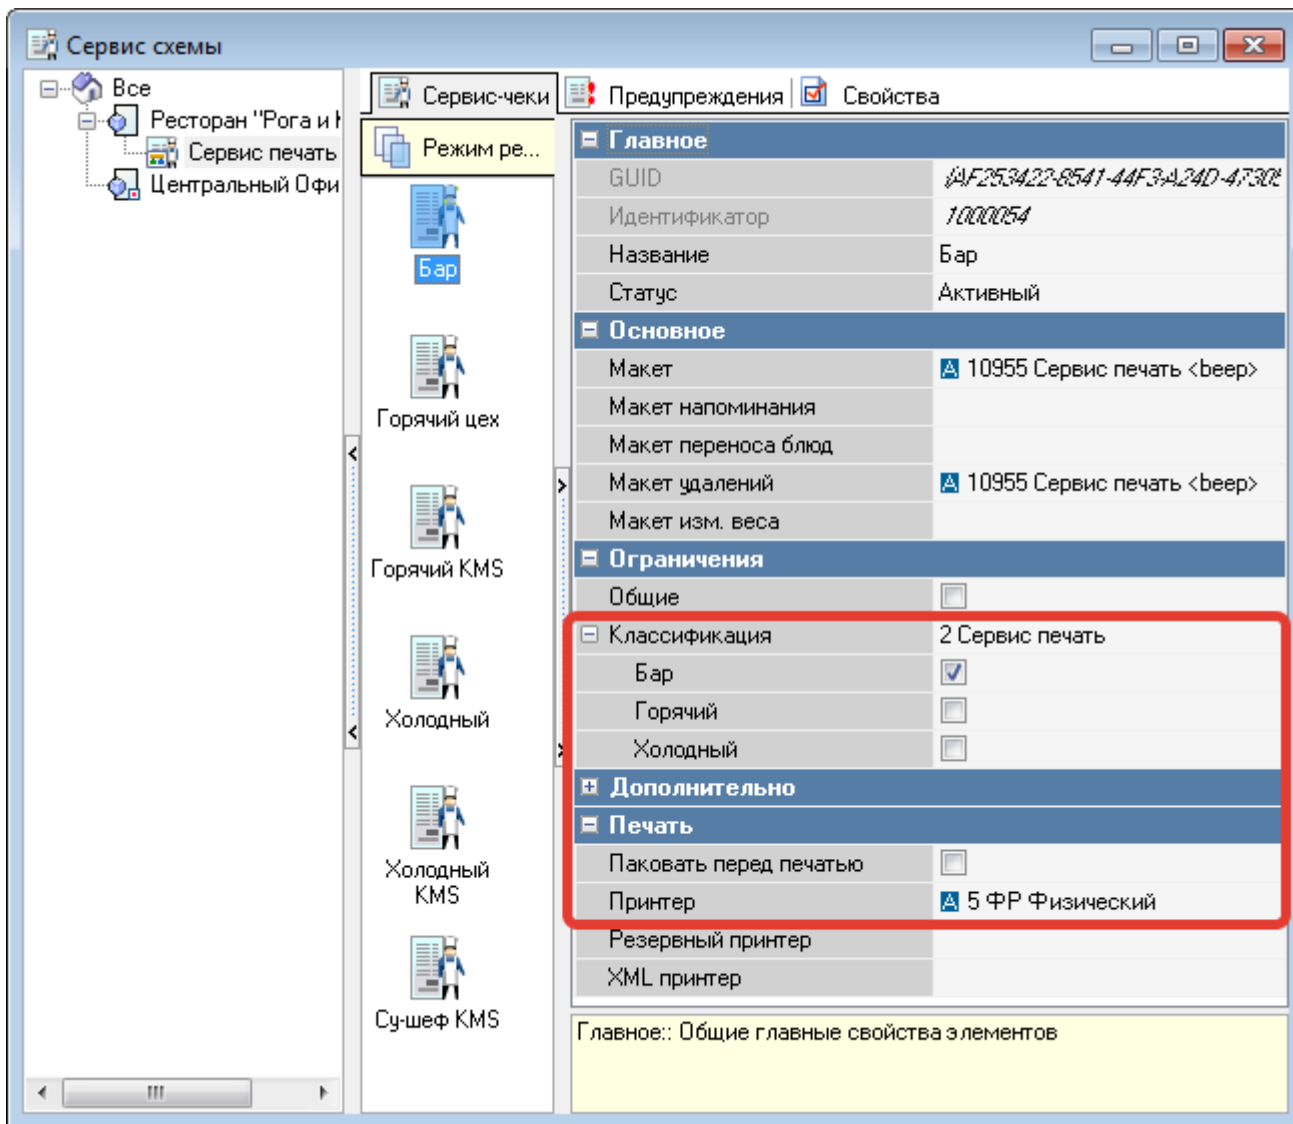 Сервис схемы
Все
Ресторан "Рога и
Сервис печать
Центральный Офи
Сервис-чеки
Предупреждения
Свойства
Режим ре...
Бар
Горячий цех
Горячий KMS
Холодный
Холодный
KMS
Су-шеф KMS
Главное
GUID {AF253422-8541-44F3-A24D-4730
Идентификатор 1000054
Название Бар
Статус Активный
Основное
Макет A 10955 Сервис печать <beep>
Макет напоминания
Макет переноса блюд
Макет удалений A 10955 Сервис печать <beep>
Макет изм. веса
Ограничения
Общие
Классификация 2 Сервис печать
Бар
Горячий
Холодный
Дополнительно
Печать
Паковать перед печатью
Принтер A 5 ФР Физический
Резервный принтер
XML принтер
Главное:: Общие главные свойства элементов